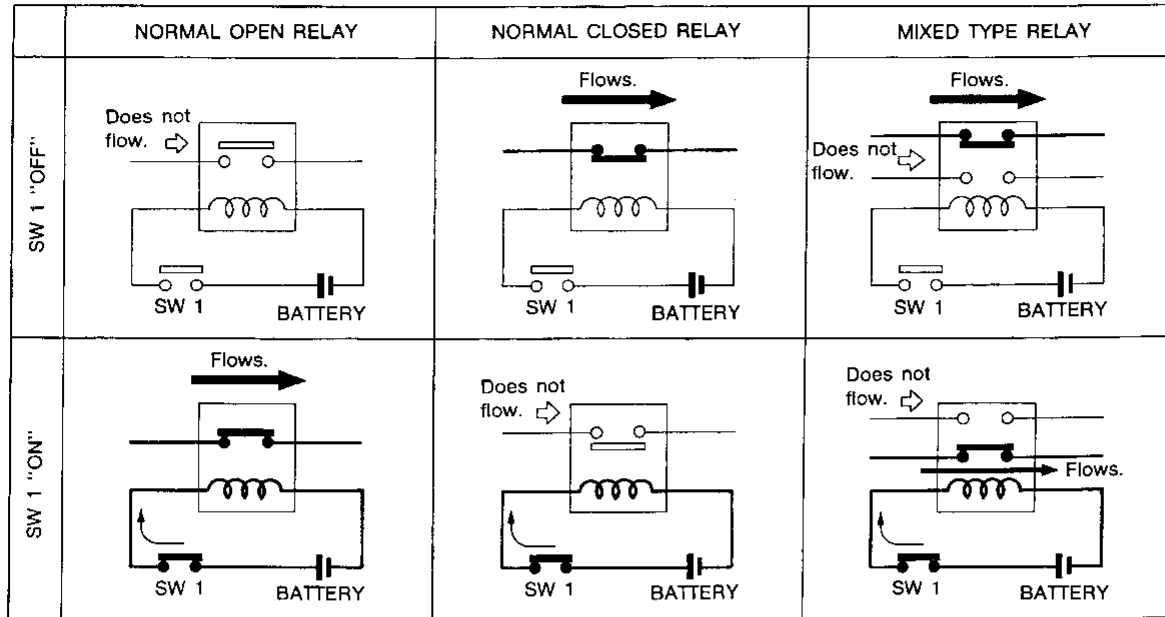 NORMAL OPEN RELAY
NORMAL CLOSED RELAY
MIXED TYPE RELAY
SW 1 "OFF"
Does not
flow.
SW 1
BATTERY
Flows.
SW 1
BATTERY
Flows.
Does not
flow.
SW 1
BATTERY
SW 1 "ON"
Flows.
SW 1
BATTERY
Does not
flow.
SW 1
BATTERY
Does not
flow.
Flows.
SW 1
BATTERY